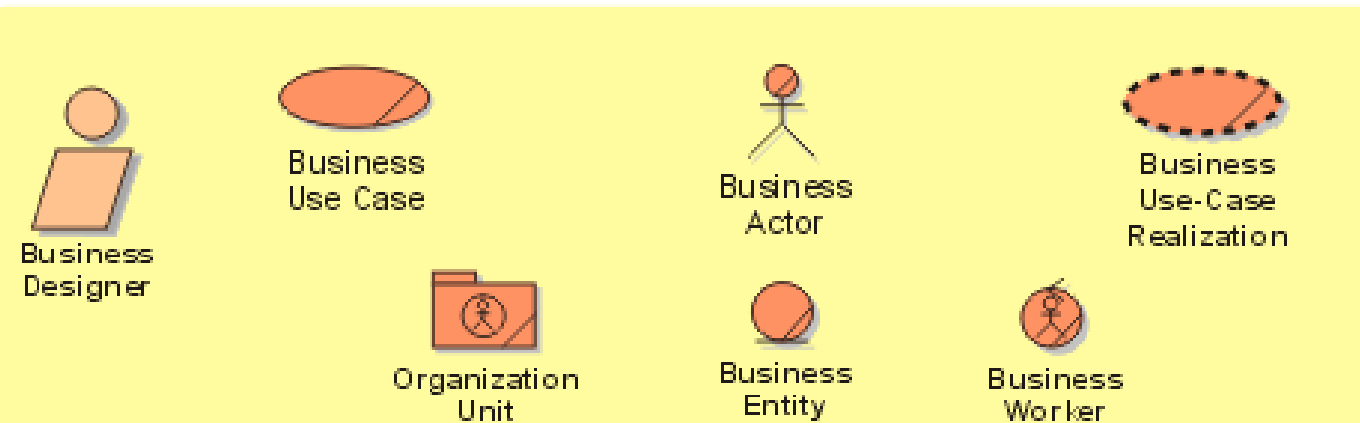 Business
Designer
Business
Use Case
Business
Actor
Business
Use-Case
Realization
Organization
Unit
Business
Entity
Business
Worker